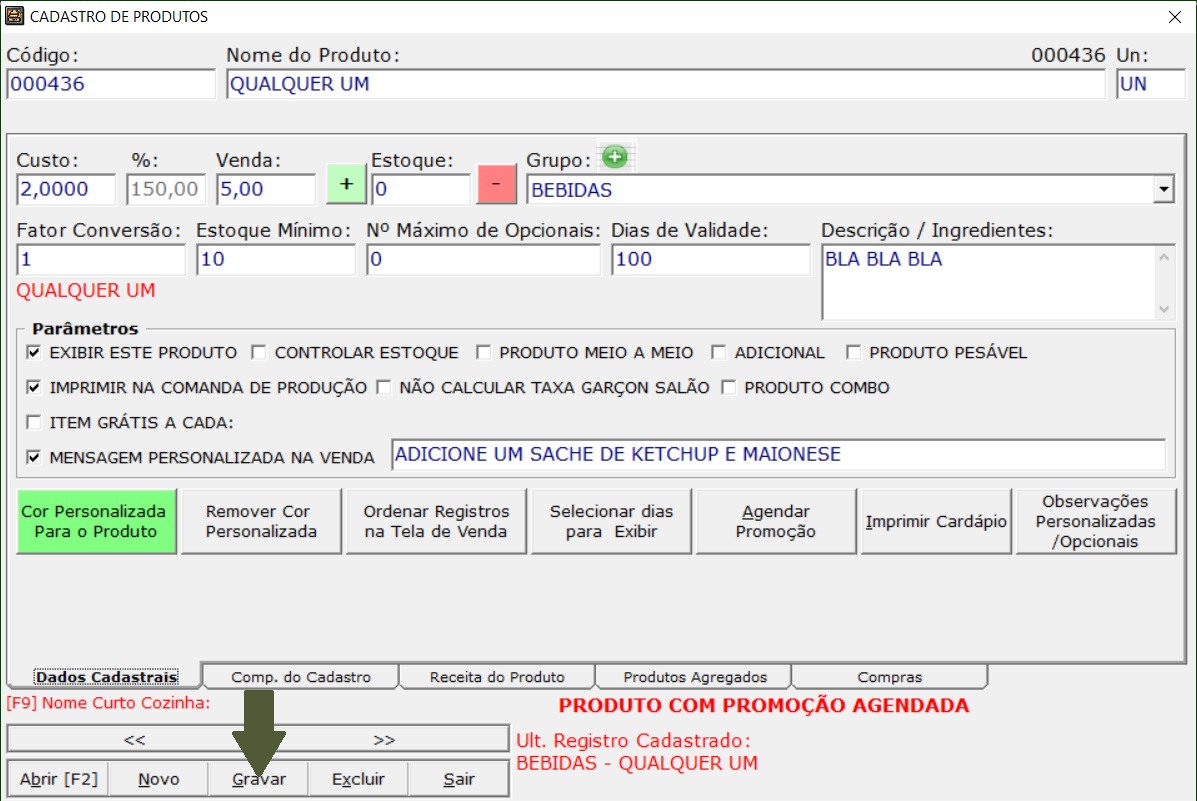 CADASTRO DE PRODUTOS
Código: Nome do Produto: 000436 Un:
000436 QUALQUER UM UN
Custo: %: Venda: Estoque: Grupo:
2,0000 150,00 5,00 + 0 - BEBIDAS
Fator Conversão: Estoque Mínimo: Nº Máximo de Opcionais: Dias de Validade: Descrição / Ingredientes:
1 10 0 100 BLA BLA BLA
QUALQUER UM
Parâmetros
EXIBIR ESTE PRODUTO CONTROLAR ESTOQUE PRODUTO MEIO A MEIO ADICIONAL PRODUTO PESÁVEL
IMPRIMIR NA COMANDA DE PRODUÇÃO NÃO CALCULAR TAXA GARÇON SALÃO PRODUTO COMBO
ITEM GRÁTIS A CADA:
MENSAGEM PERSONALIZADA NA VENDA ADICIONE UM SACHE DE KETCHUP E MAIONESE
Cor Personalizada
Para o Produto
Remover Cor
Personalizada
Ordenar Registros
na Tela de Venda
Selecionar dias
para Exibir
Agendar
Promoção
Imprimir Cardápio
Observações
Personalizadas
/Opcionais
Dados Cadastrais Comp. do Cadastro Receita do Produto Produtos Agregados Compras
[F9] Nome Curto Cozinha: PRODUTO COM PROMOÇÃO AGENDADA
<< >> Ult. Registro Cadastrado:
BEBIDAS - QUALQUER UM
Abrir [F2] Novo Gravar Excluir Sair